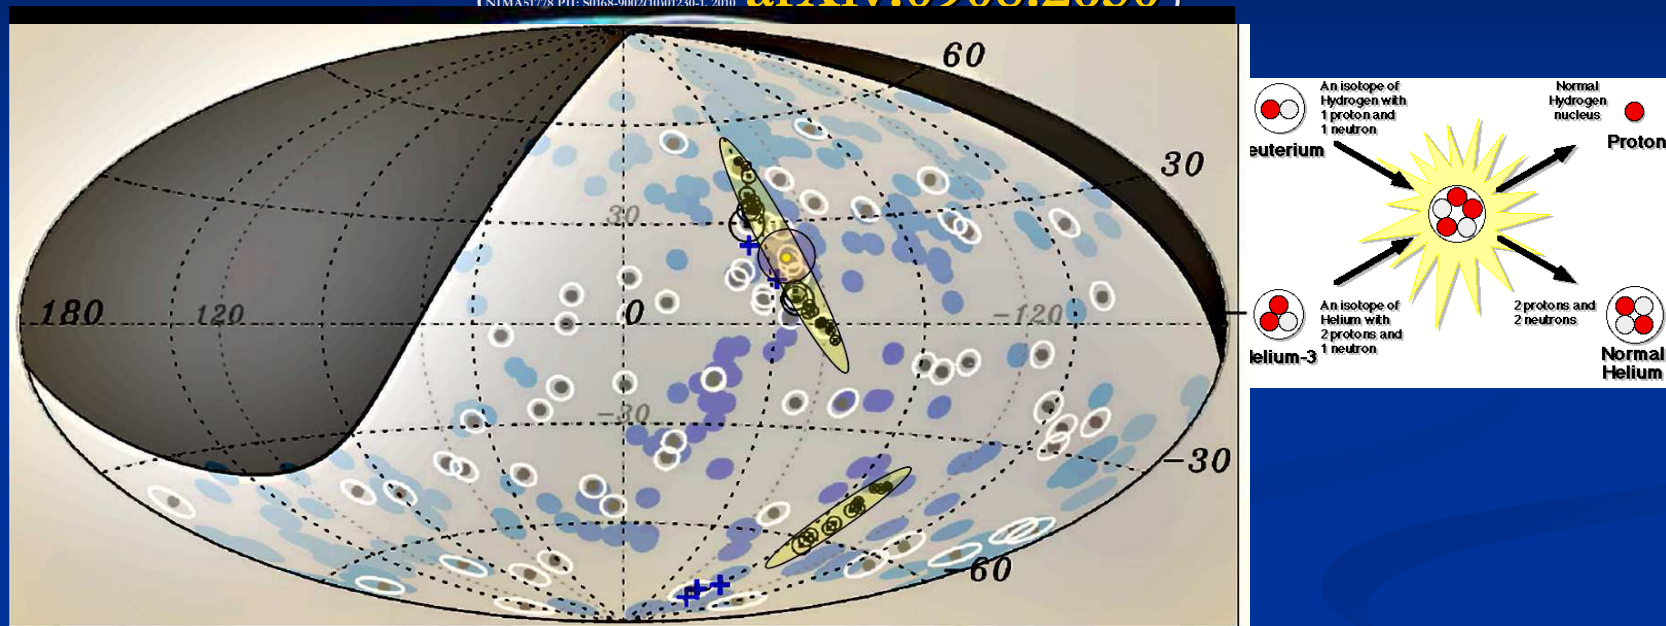 60
30
30
180
120
0
-120
-30
-30
-60
An isotope of
Hydrogen with
1 proton and
1 neutron
euterium
Normal
Hydrogen
nucleus
Proton
An isotope of
Helium with
2 protons and
1 neutron
elium-3
2 protons and
2 neutrons
Normal
Helium